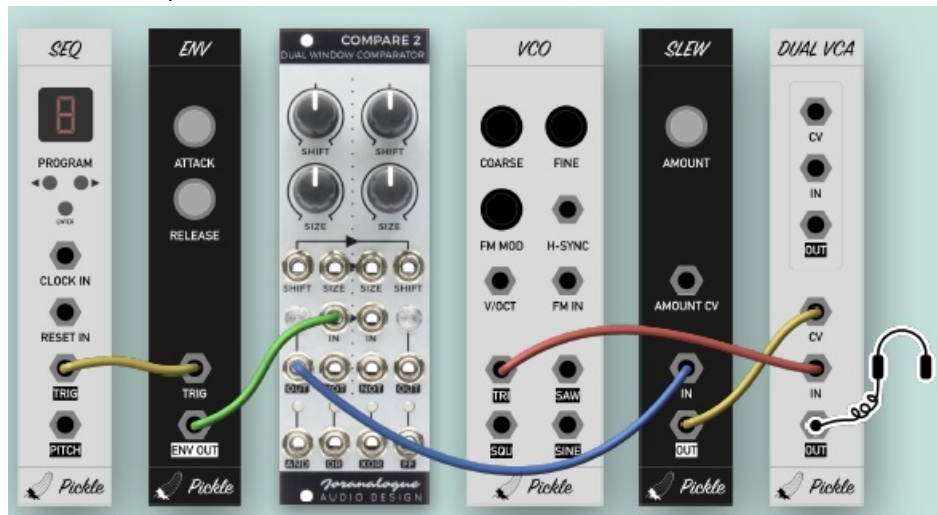 SEQ
PROGRAM
ENTER
CLOCK IN
RESET IN
TRIG
PITCH
Pickle
ENV
ATTACK
RELEASE
TRIG
ENV OUT
Pickle
COMPARE 2
DUAL WINDOW COMPARATOR
SHIFT SHIFT
SIZE SIZE
SHIFT SIZE SIZE SHIFT
IN IN
OUT NOT NOT OUT
AND OR XOR FF
Joranalogue
AUDIO DESIGN
VCO
COARSE FINE
FM MOD H-SYNC
V/OCT FM IN
TRI SAW
SQU SINE
Pickle
SLEW
AMOUNT
AMOUNT CV
IN
OUT
Pickle
DUAL VCA
CV
IN
OUT
CV
IN
OUT
Pickle